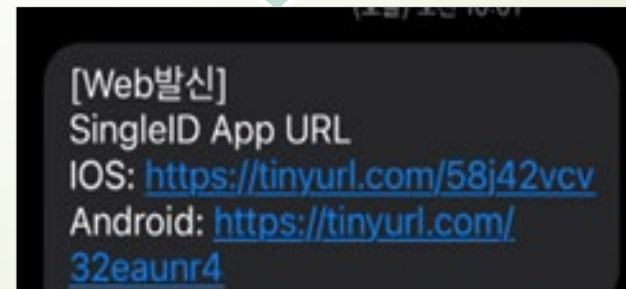 [Web발신]
SingleID App URL
IOS: https://tinyurl.com/58j42vcv
Android: https://tinyurl.com/
32eaunr4